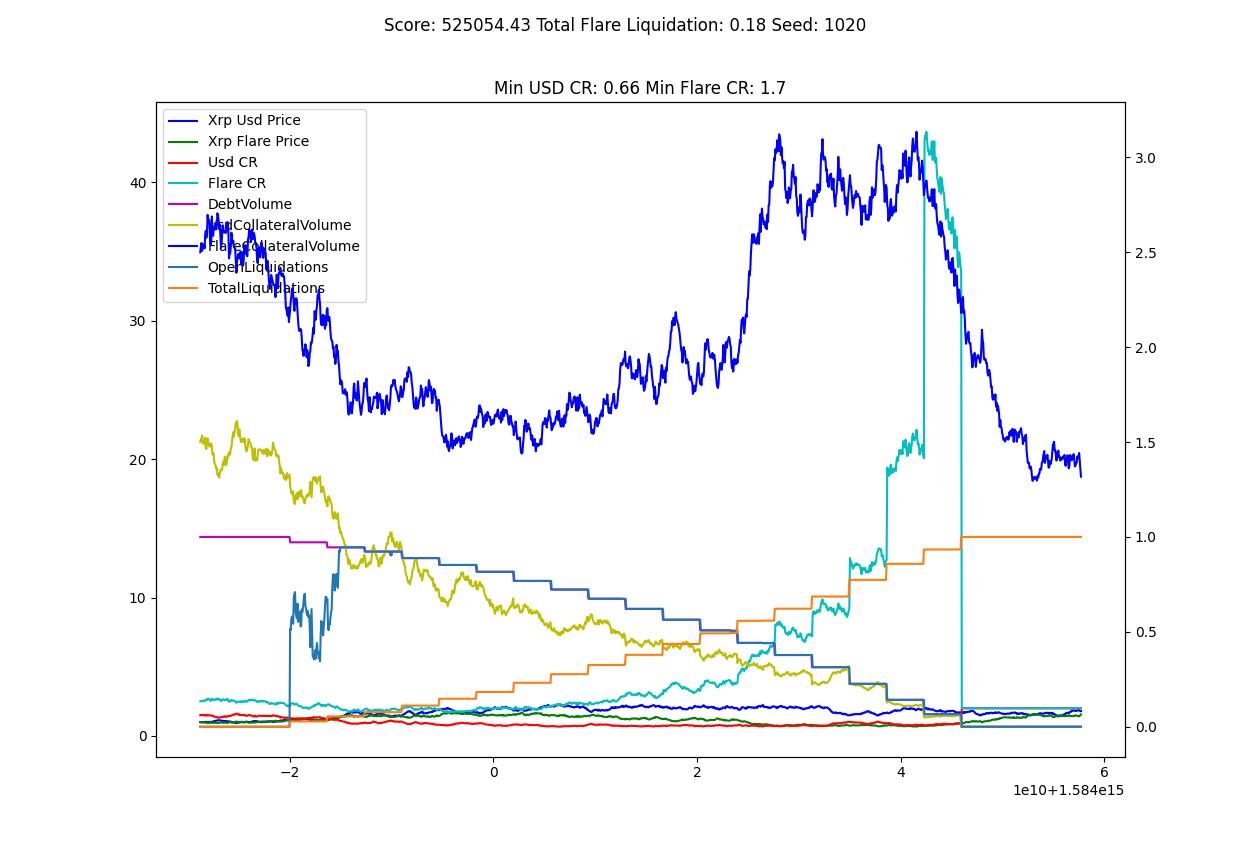 Score: 525054.43 Total Flare Liquidation: 0.18 Seed: 1020
Min USD CR: 0.66 Min Flare CR: 1.7
Xrp Usd Price
Xrp Flare Price
Usd CR
Flare CR
DebtVolume
UsdCollateralVolume
FlareCollateralVolume
OpenLiquidations
TotalLiquidations
40
30
20
10
0
3.0
2.5
2.0
1.5
1.0
0.5
0.0
−2
0
2
4
6
1e10+1.584e15